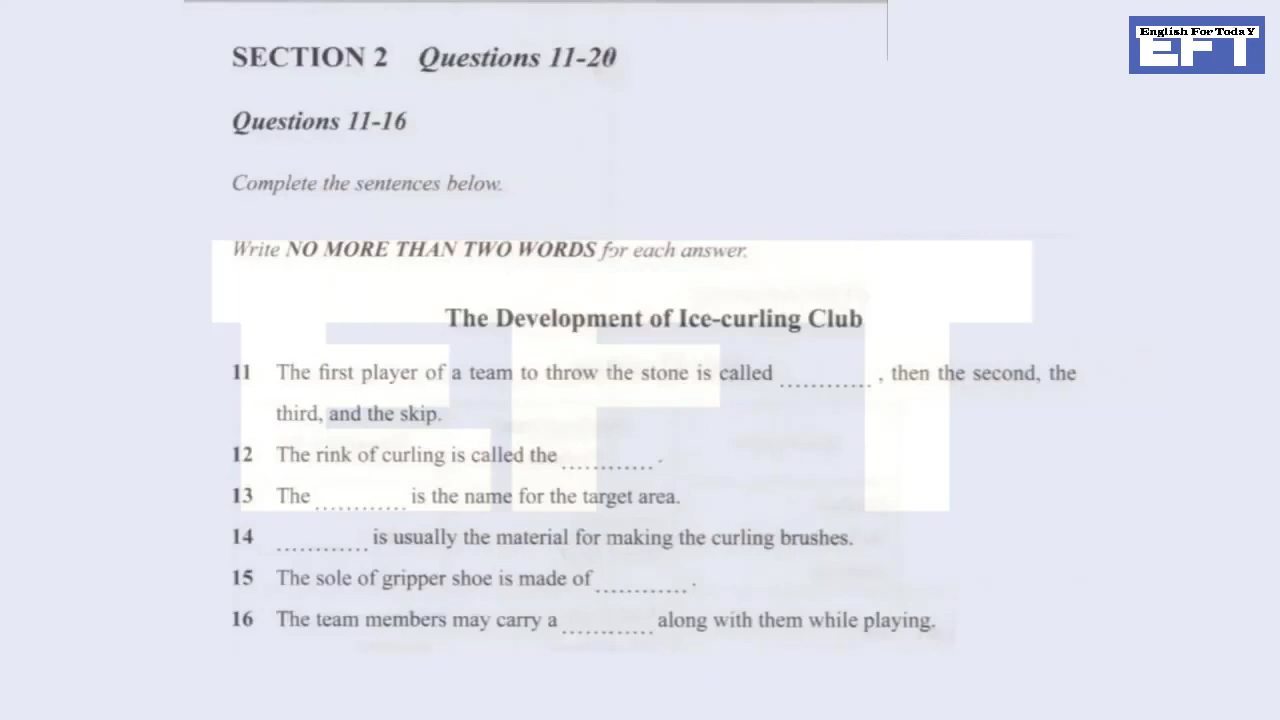 English For TodaY
EFT
SECTION 2 Questions 11-20
Questions 11-16
Complete the sentences below.
Write NO MORE THAN TWO WORDS for each answer.
The Development of Ice-curling Club
11 The first player of a team to throw the stone is called ............ , then the second, the
third, and the skip.
12 The rink of curling is called the ............ .
13 The ............ is the name for the target area.
14 ............ is usually the material for making the curling brushes.
15 The sole of gripper shoe is made of ............ .
16 The team members may carry a ............ along with them while playing.
EFT